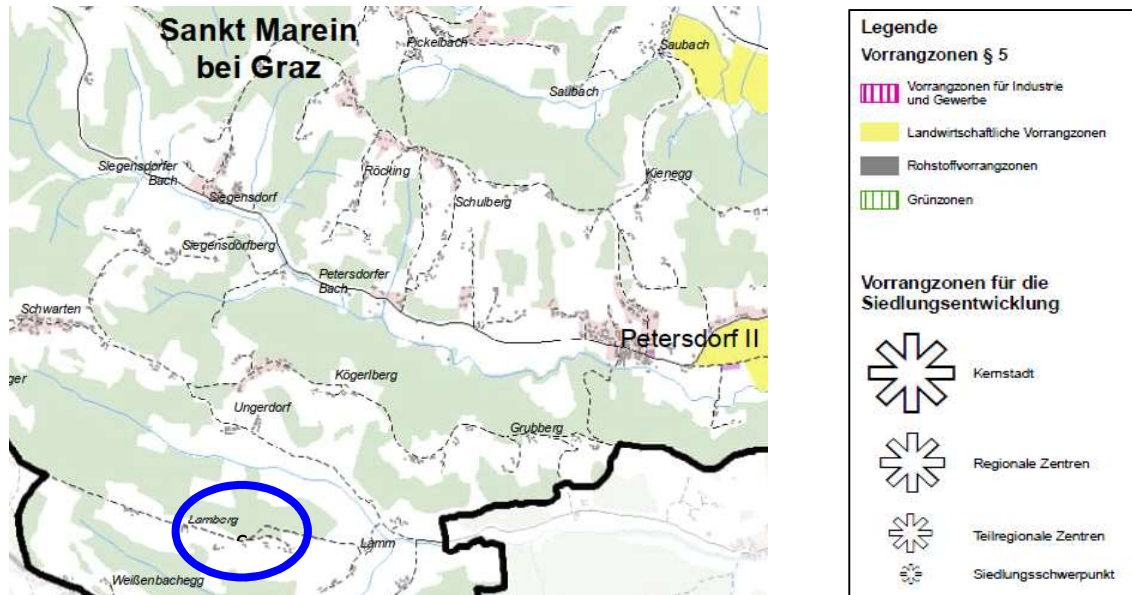 Sankt Marein
bei Graz
Pickelbach
Saubach
Saubach
Siegensdorfer
Bach
Röcking
Kienegg
Siegensdorf
Schulberg
Siegensdorfberg
Petersdorfer
Bach
Schwarten
Petersdorf II
ger
Kögerlberg
Ungerdorf
Grubberg
Lamberg
Lamm
Weißenbachegg
Legende
Vorrangzonen § 5
Vorrangzonen für Industrie
und Gewerbe
Landwirtschaftliche Vorrangzonen
Rohstoffvorrangzonen
Grünzonen
Vorrangzonen für die
Siedlungsentwicklung
Kernstadt
Regionale Zentren
Teilregionale Zentren
Siedlungsschwerpunkt